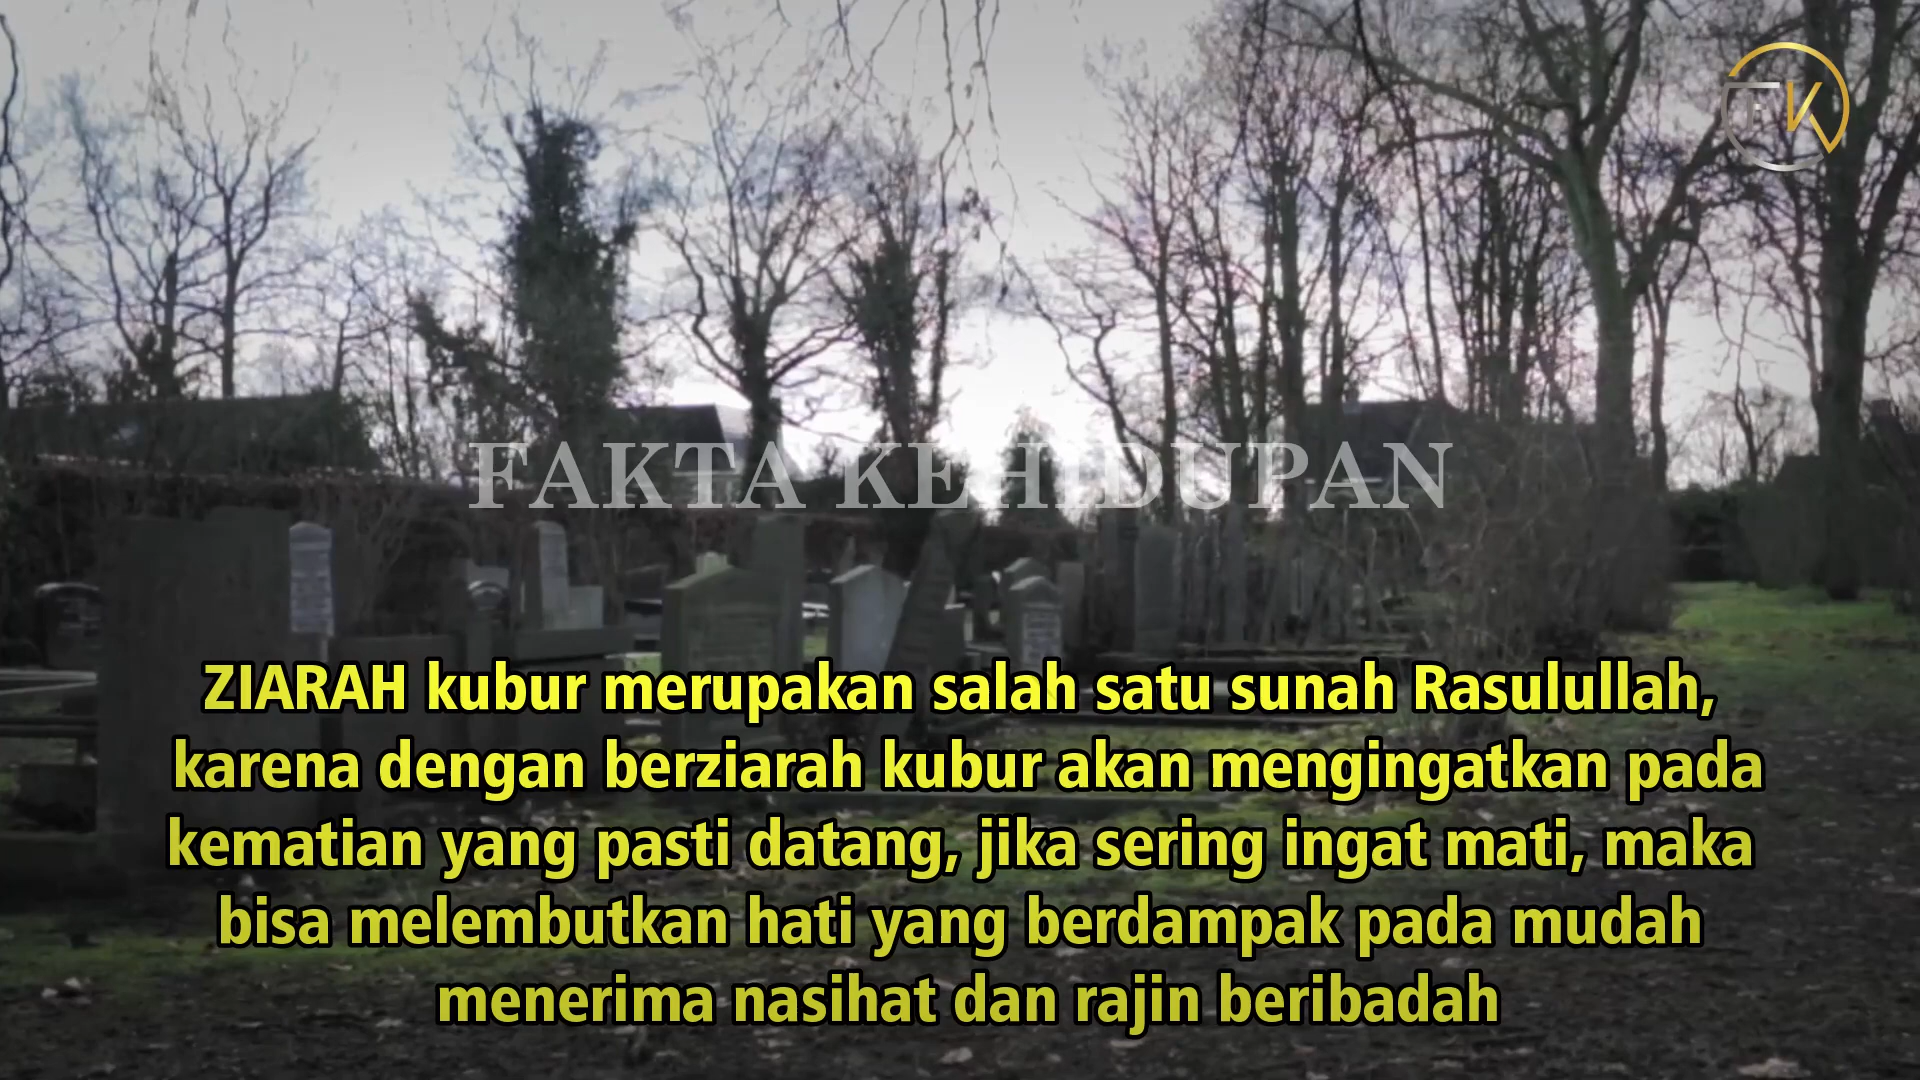 FK
FAKTA KEHIDUPAN
ZIARAH kubur merupakan salah satu sunah Rasulullah,
karena dengan berziarah kubur akan mengingatkan pada
kematian yang pasti datang, jika sering ingat mati, maka
bisa melembutkan hati yang berdampak pada mudah
menerima nasihat dan rajin beribadah